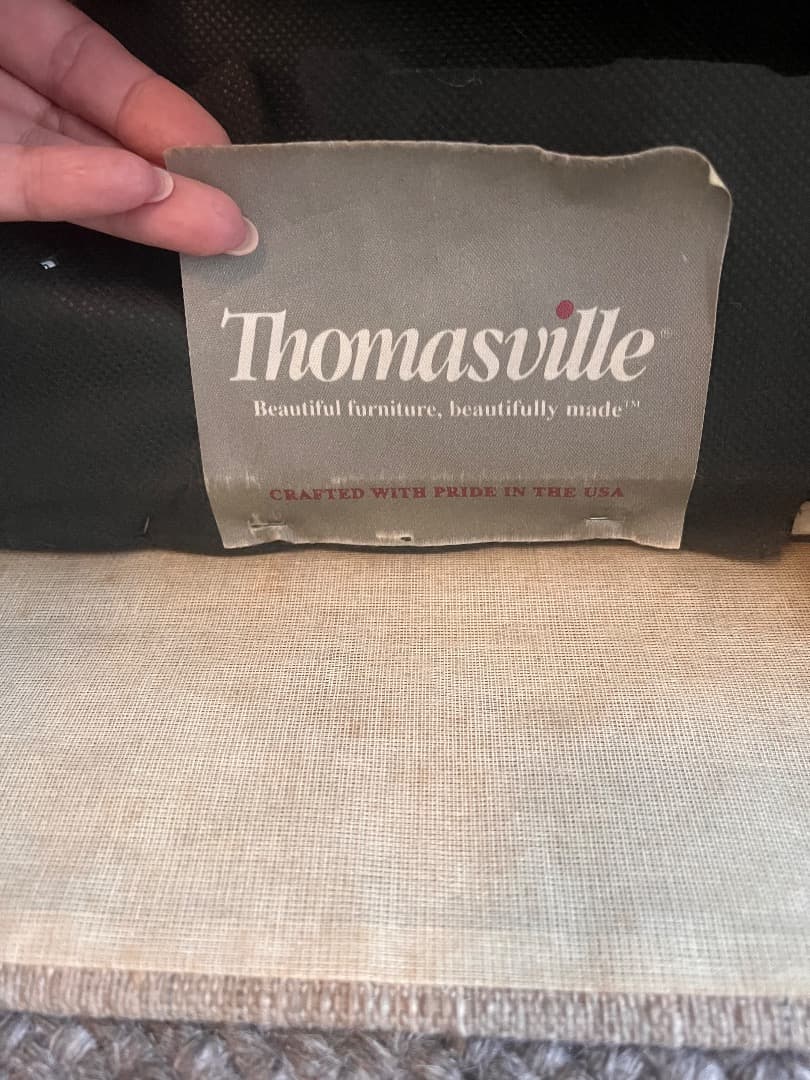 Thomasville®
Beautiful furniture, beautifully made™
CRAFTED WITH PRIDE IN THE USA